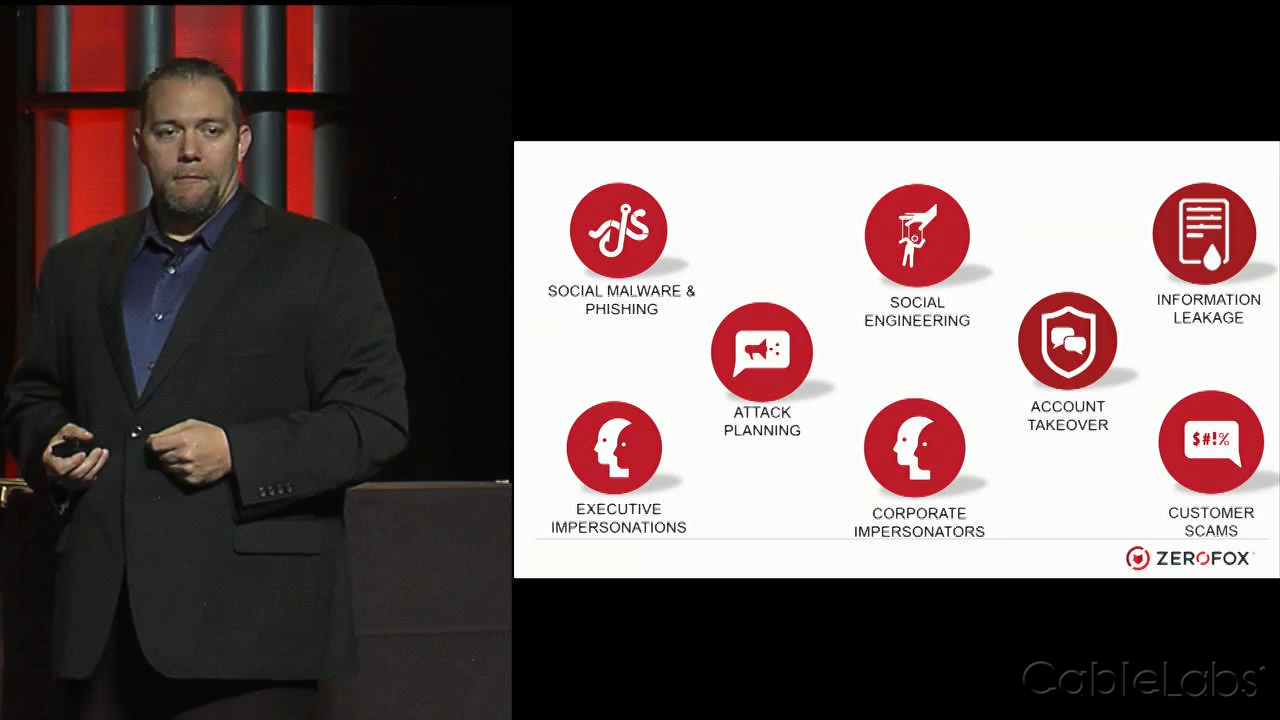 SOCIAL MALWARE &
PHISHING
SOCIAL
ENGINEERING
INFORMATION
LEAKAGE
ATTACK
PLANNING
ACCOUNT
TAKEOVER
$#!%
EXECUTIVE
IMPERSONATIONS
CORPORATE
IMPERSONATORS
CUSTOMER
SCAMS
ZEROFOX
CableLabs